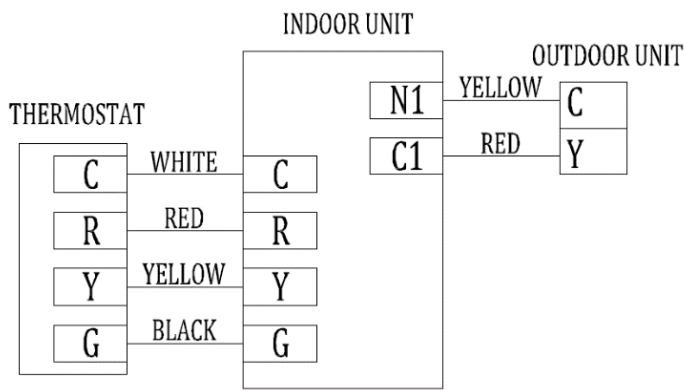 INDOOR UNIT
OUTDOOR UNIT
N1 YELLOW C
THERMOSTAT
C1 RED Y
C WHITE C
R RED R
Y YELLOW Y
G BLACK G